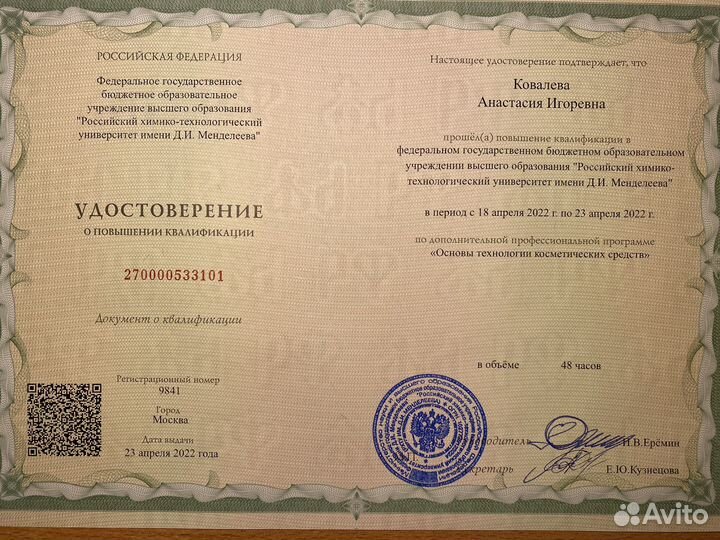 РОССИЙСКАЯ ФЕДЕРАЦИЯ
Федеральное государственное
бюджетное образовательное
учреждение высшего образования
"Российский химико-технологический
университет имени Д.И. Менделеева"
УДОСТОВЕРЕНИЕ
О ПОВЫШЕНИИ КВАЛИФИКАЦИИ
270000533101
Документ о квалификации
Регистрационный номер
9841
Город
Москва
Дата выдачи
23 апреля 2022 года
Настоящее удостоверение подтверждает, что
Ковалева
Анастасия Игоревна
прошёл(а) повышение квалификации в
федеральном государственном бюджетном образовательном
учреждении высшего образования "Российский химико-
технологический университет имени Д.И. Менделеева"
в период с 18 апреля 2022 г. по 23 апреля 2022 г.
по дополнительной профессиональной программе
«Основы технологии косметических средств»
в объёме 48 часов
Н.В.Ерёмин
Е.Ю.Кузнецова
Avito